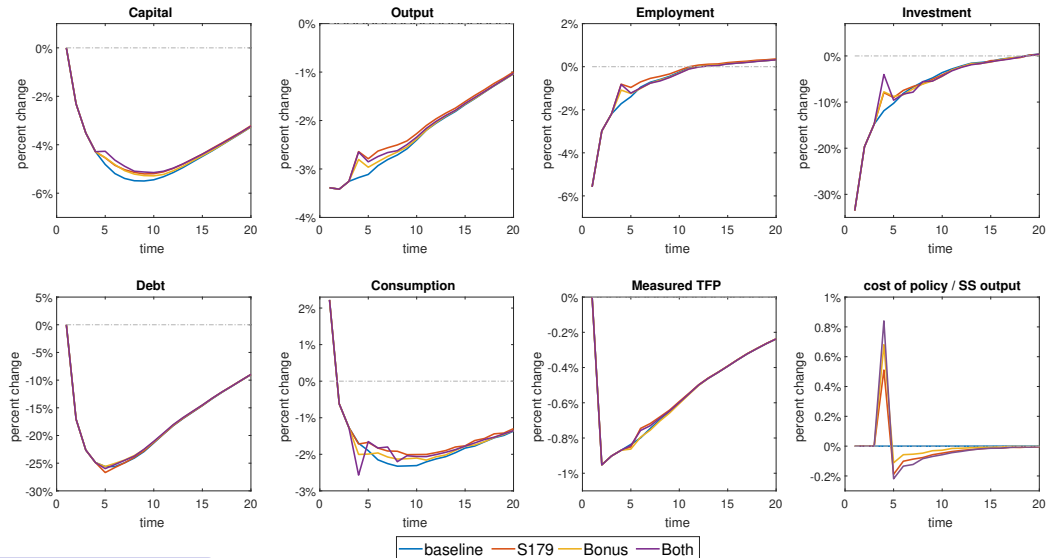 Capital
0%
-2%
-4%
-6%
percent change
0 5 10 15 20
time
Output
0%
-1%
-2%
-3%
-4%
percent change
0 5 10 15 20
time
Employment
2%
0%
-2%
-4%
-6%
percent change
0 5 10 15 20
time
Investment
0%
-10%
-20%
-30%
percent change
0 5 10 15 20
time
Debt
5%
0%
-5%
-10%
-15%
-20%
-25%
-30%
percent change
0 5 10 15 20
time
Consumption
2%
1%
0%
-1%
-2%
-3%
percent change
0 5 10 15 20
time
Measured TFP
0%
-0.2%
-0.4%
-0.6%
-0.8%
-1%
percent change
0 5 10 15 20
time
cost of policy / SS output
1%
0.8%
0.6%
0.4%
0.2%
0.0%
-0.2%
percent change
0 5 10 15 20
time
baseline S179 Bonus Both